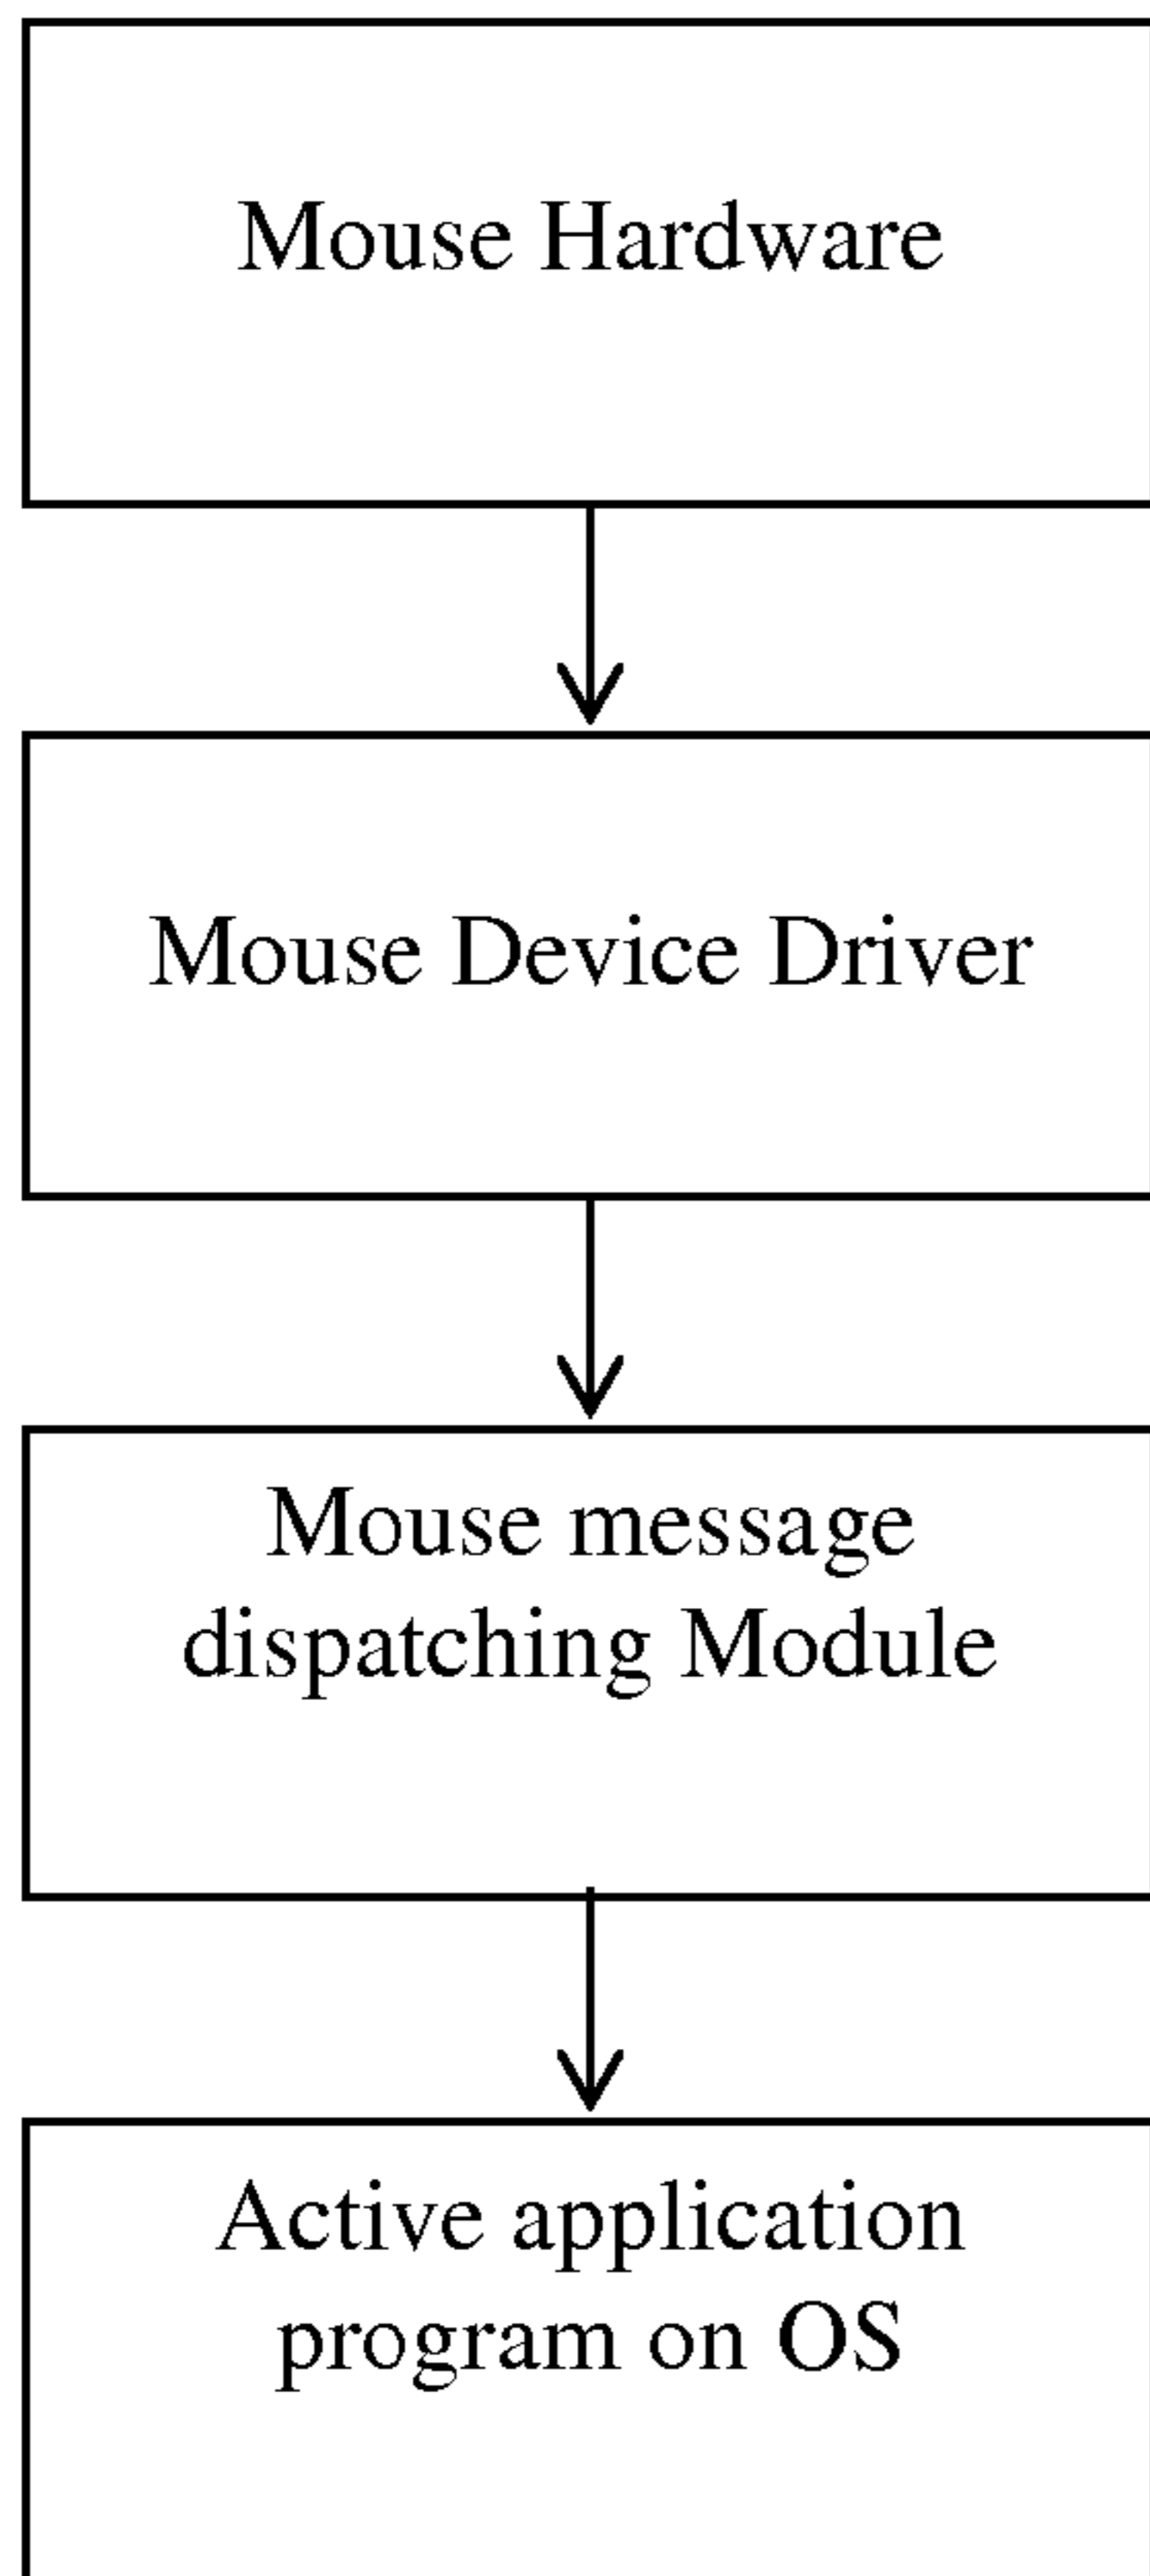 Mouse Hardware
Mouse Device Driver
Mouse message
dispatching Module
Active application
program on OS